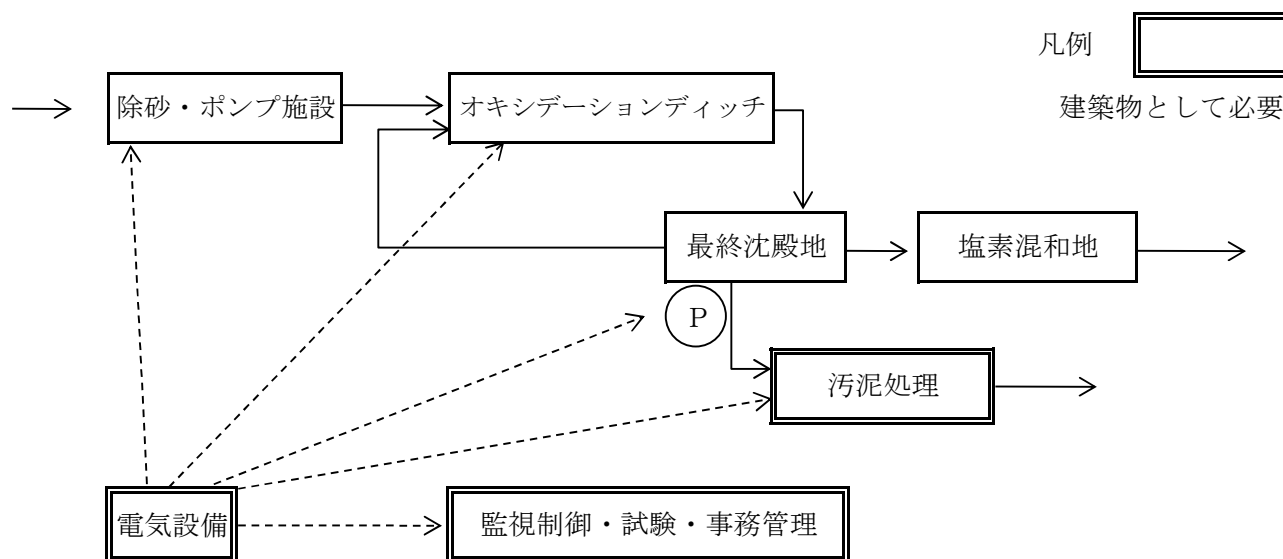 凡例
建築物として必要
除砂・ポンプ施設
オキシデーションディッチ
最終沈殿地
塩素混和地
P
汚泥処理
電気設備
監視制御・試験・事務管理